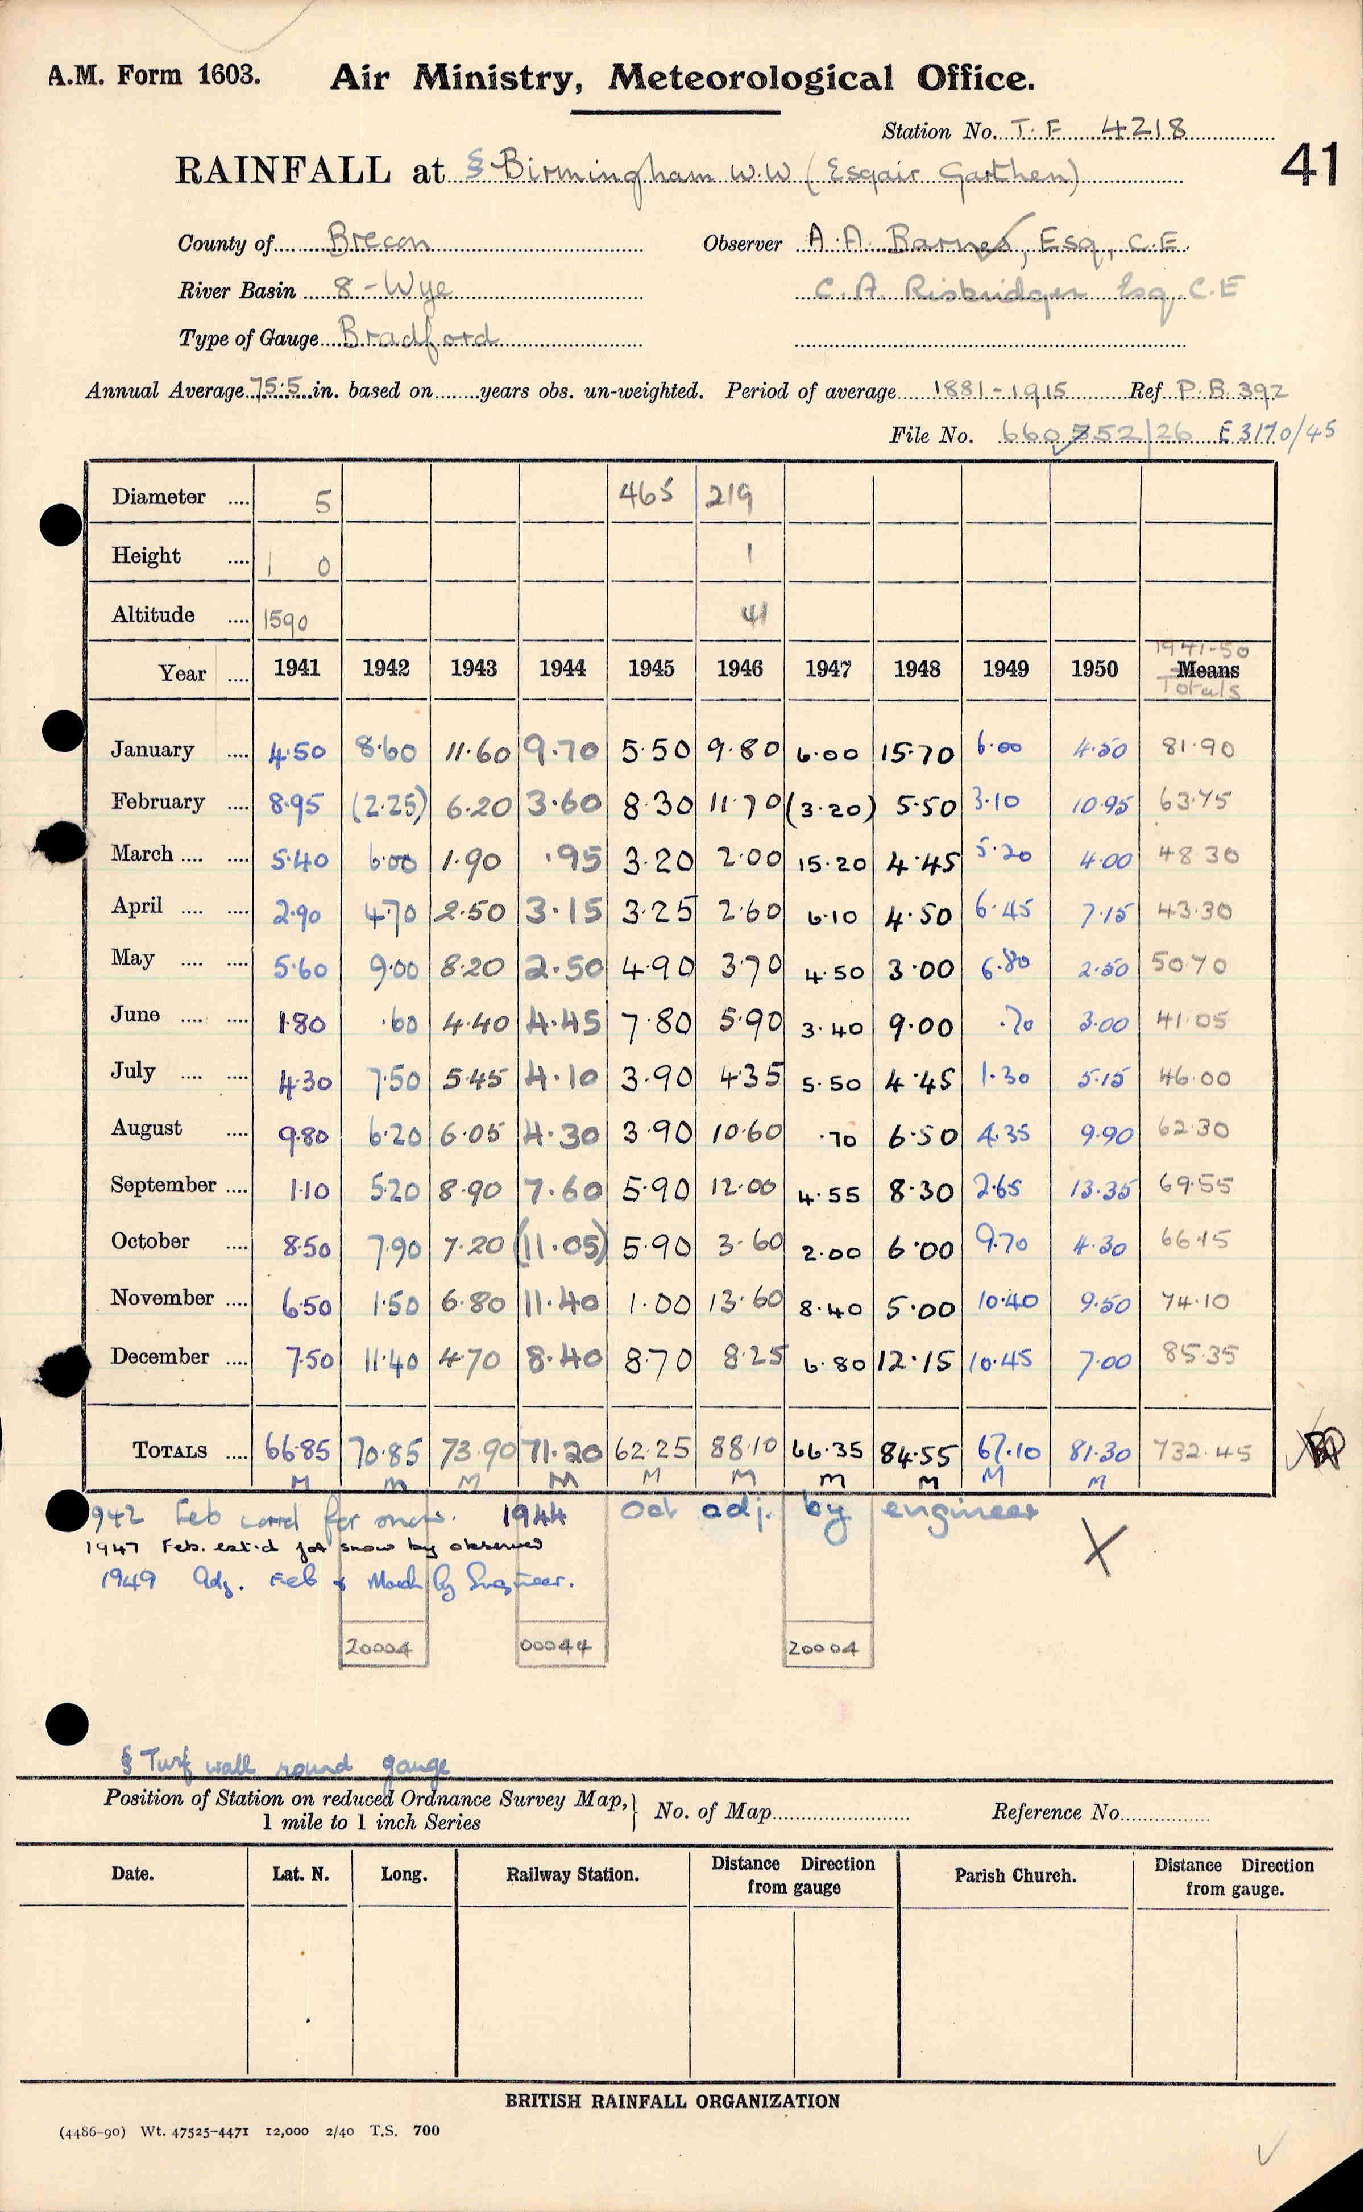 A.M. Form 1603. Air Ministry, Meteorological Office.
Station No. T.F 4218
41
RAINFALL at § Birmingham W.W (Esgair Garthen)
County of Brecon Observer A.A. Barnes, Esq, C.E.
River Basin 8 - Wye C. A. Risbridger Esq C.E
Type of Gauge Bradford
Annual Average 75.5 in. based on years obs. un-weighted. Period of average 1881-1915 Ref P.B. 392
File No. 660552/26 E3170/45
Diameter .... 5 465 219
Height .... 1 0 1
Altitude .... 1590 41
Year .... 1941 1942 1943 1944 1945 1946 1947 1948 1949 1950 1941-50 Means Totals
January .... 4.50 8.60 11.60 9.70 5.50 9.80 6.00 15.70 6.00 4.50 81.90
February .... 8.95 (2.25) 6.20 3.60 8.30 11.70 (3.20) 5.50 3.10 10.95 63.75
March .... .... 5.40 6.00 1.90 .95 3.20 2.00 15.20 4.45 5.20 4.00 48.30
April .... .... 2.90 4.70 2.50 3.15 3.25 2.60 6.10 4.50 6.45 7.15 43.30
May .... .... 5.60 9.00 8.20 2.50 4.90 3.70 4.50 3.00 6.80 2.50 50.70
June .... .... 1.80 .60 4.40 4.45 7.80 5.90 3.40 9.00 .70 3.00 41.05
July .... .... 4.30 7.50 5.45 4.10 3.90 4.35 5.50 4.45 1.30 5.15 46.00
August .... 9.80 6.20 6.05 4.30 3.90 10.60 .70 6.50 4.35 9.90 62.30
September .... 1.10 5.20 8.90 7.60 5.90 12.00 4.55 8.30 2.65 13.35 69.55
October .... 8.50 7.90 7.20 (11.05) 5.90 3.60 2.00 6.00 9.70 4.30 66.15
November .... 6.50 1.50 6.80 11.40 1.00 13.60 8.40 5.00 10.40 9.50 74.10
December .... 7.50 11.40 4.70 8.40 8.70 8.25 6.80 12.15 10.45 7.00 85.35
TOTALS .... 66.85 70.85 73.90 71.20 62.25 88.10 66.35 84.55 67.10 81.30 732.45
M M M M M M M M M M
1942 Feb corrd for snow. 1944 Oct adj. by engineer
1947 Feb. est.d for snow by observer
X
1949 Adj. Feb & March by Engineer.
20004 00044 20004
§ Turf wall round gauge
Position of Station on reduced Ordnance Survey Map, 1 mile to 1 inch Series No. of Map Reference No.
Date. Lat. N. Long. Railway Station. Distance Direction from gauge Parish Church. Distance Direction from gauge.
BRITISH RAINFALL ORGANIZATION
(4486-90) Wt. 47525-4471 12,000 2/40 T.S. 700